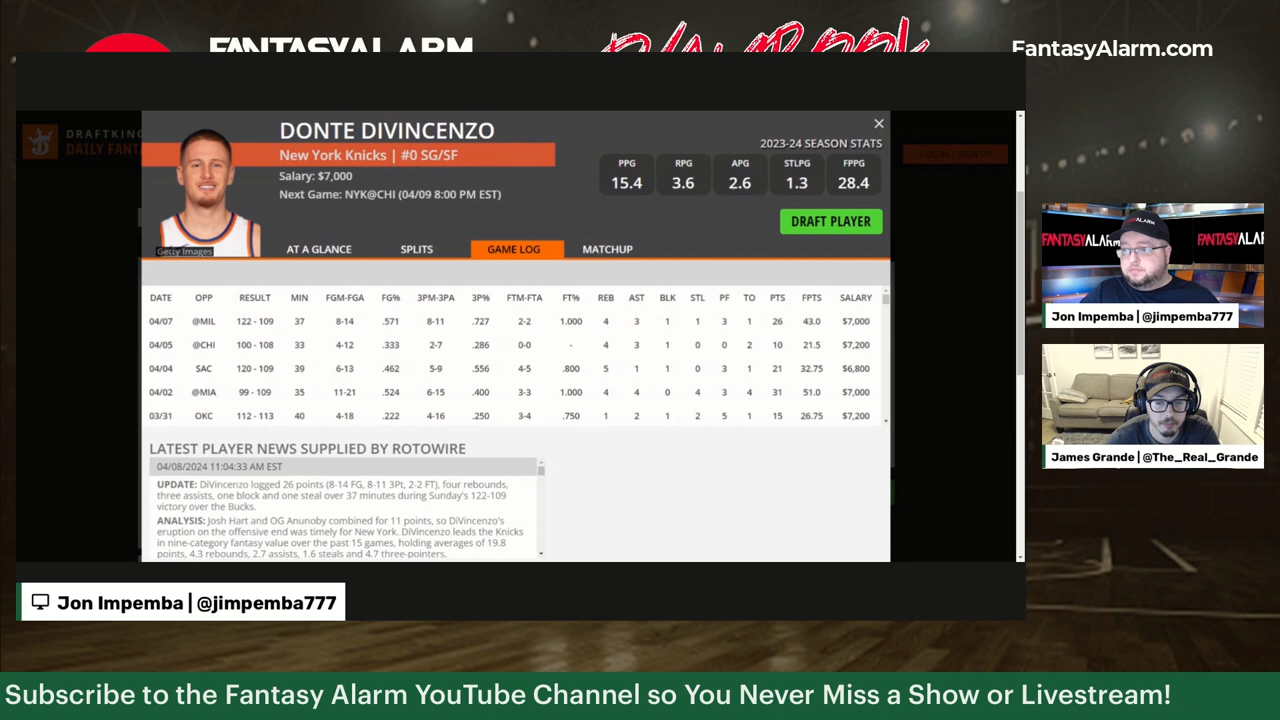 FANTASYALARM
PLAYBOOK
FantasyAlarm.com
DRAFTKIN
DAILY FANT
LOG IN / SIGN UP
DONTE DIVINCENZO
New York Knicks | #0 SG/SF
Salary: $7,000
Next Game: NYK@CHI (04/09 8:00 PM EST)
×
2023-24 SEASON STATS
PPG RPG APG STLPG FPPG
15.4 3.6 2.6 1.3 28.4
DRAFT PLAYER
Getty Images
AT A GLANCE SPLITS GAME LOG MATCHUP
DATE OPP RESULT MIN FGM-FGA FG% 3PM-3PA 3P% FTM-FTA FT% REB AST BLK STL PF TO PTS FPTS SALARY
04/07 @MIL 122 - 109 37 8-14 .571 8-11 .727 2-2 1.000 4 3 1 1 3 1 26 43.0 $7,000
04/05 @CHI 100 - 108 33 4-12 .333 2-7 .286 0-0 - 4 3 1 0 0 2 10 21.5 $7,200
04/04 SAC 120 - 109 39 6-13 .462 5-9 .556 4-5 .800 5 1 1 0 3 1 21 32.75 $6,800
04/02 @MIA 99 - 109 35 11-21 .524 6-15 .400 3-3 1.000 4 4 0 4 3 4 31 51.0 $7,000
03/31 OKC 112 - 113 40 4-18 .222 4-16 .250 3-4 .750 1 2 1 2 5 1 15 26.75 $7,200
LATEST PLAYER NEWS SUPPLIED BY ROTOWIRE
04/08/2024 11:04:33 AM EST
UPDATE: DiVincenzo logged 26 points (8-14 FG, 8-11 3Pt, 2-2 FT), four rebounds,
three assists, one block and one steal over 37 minutes during Sunday's 122-109
victory over the Bucks.
ANALYSIS: Josh Hart and OG Anunoby combined for 11 points, so DiVincenzo's
eruption on the offensive end was timely for New York. DiVincenzo leads the Knicks
in nine-category fantasy value over the past 15 games, holding averages of 19.8
points, 4.3 rebounds, 2.7 assists, 1.6 steals and 4.7 three-pointers.
FANTASYALARM
FANTASYALAR
Jon Impemba | @jimpemba777
James Grande | @The_Real_Grande
Jon Impemba | @jimpemba777
Subscribe to the Fantasy Alarm YouTube Channel so You Never Miss a Show or Livestream!